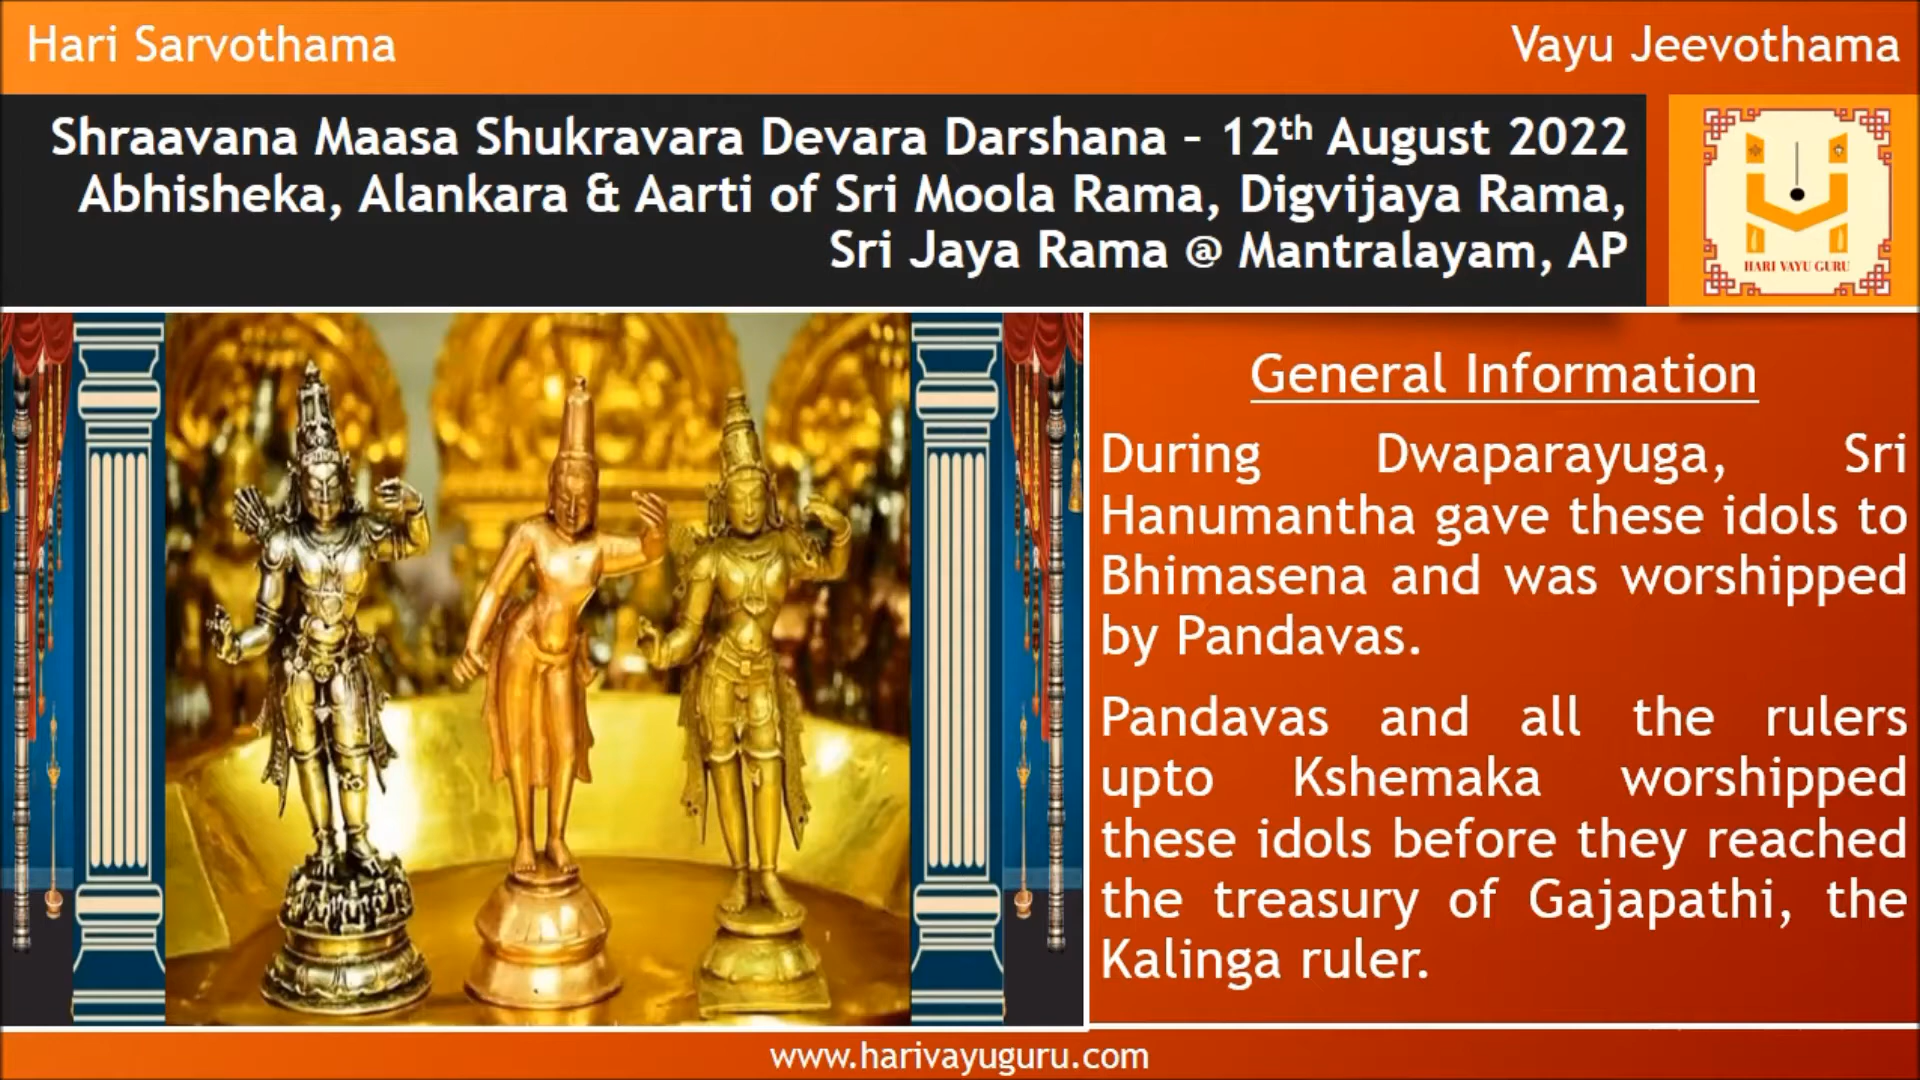 Hari Sarvothama
Vayu Jeevothama
Shraavana Maasa Shukravara Devara Darshana – 12th August 2022
Abhisheka, Alankara & Aarti of Sri Moola Rama, Digvijaya Rama,
Sri Jaya Rama @ Mantralayam, AP
HARI VAYU GURU
General Information
During Dwaparayuga, Sri
Hanumantha gave these idols to
Bhimasena and was worshipped
by Pandavas.
Pandavas and all the rulers
upto Kshemaka worshipped
these idols before they reached
the treasury of Gajapathi, the
Kalinga ruler.
www.harivayuguru.com